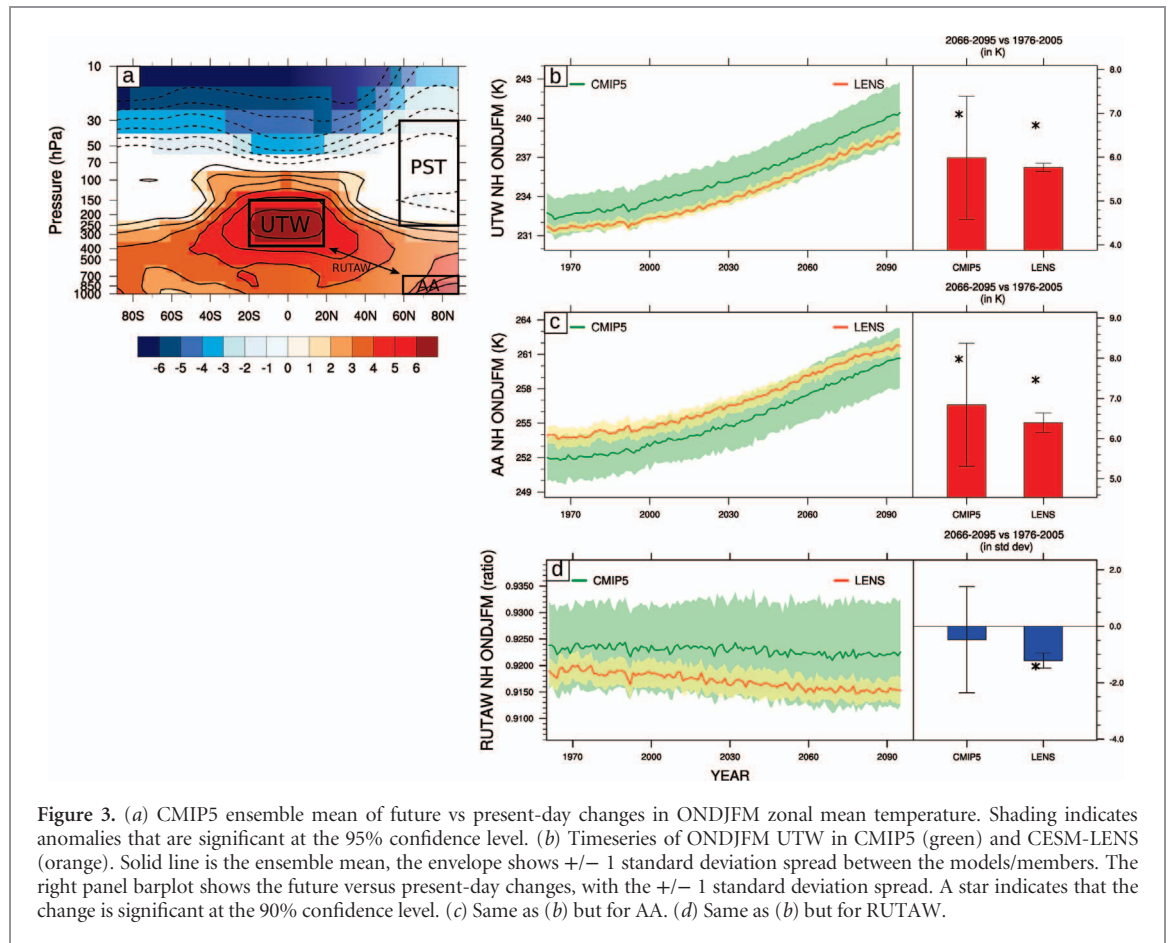 a
10
30
50
70
100
150
200
250
300
400
500
700
850
1000
Pressure (hPa)
PST
UTW
RUTAW
AA
80S 60S 40S 20S 0 20N 40N 60N 80N
-6 -5 -4 -3 -2 -1 0 1 2 3 4 5 6
b
CMIP5
LENS
UTW NH ONDJFM (K)
243
240
237
234
231
1970 2000 2030 2060 2090
2066-2095 vs 1976-2005
(in K)
*
*
8.0
7.0
6.0
5.0
4.0
CMIP5 LENS
c
CMIP5
LENS
AA NH ONDJFM (K)
264
261
258
255
252
249
1970 2000 2030 2060 2090
2066-2095 vs 1976-2005
(in K)
*
*
9.0
8.0
7.0
6.0
5.0
CMIP5 LENS
d
CMIP5
LENS
RUTAW NH ONDJFM (ratio)
0.9350
0.9300
0.9250
0.9200
0.9150
0.9100
1970 2000 2030 2060 2090
YEAR
2066-2095 vs 1976-2005
(in std dev)
*
2.0
0.0
-2.0
-4.0
CMIP5 LENS
Figure 3. (a) CMIP5 ensemble mean of future vs present-day changes in ONDJFM zonal mean temperature. Shading indicates
anomalies that are significant at the 95% confidence level. (b) Timeseries of ONDJFM UTW in CMIP5 (green) and CESM-LENS
(orange). Solid line is the ensemble mean, the envelope shows +/− 1 standard deviation spread between the models/members. The
right panel barplot shows the future versus present-day changes, with the +/− 1 standard deviation spread. A star indicates that the
change is significant at the 90% confidence level. (c) Same as (b) but for AA. (d) Same as (b) but for RUTAW.